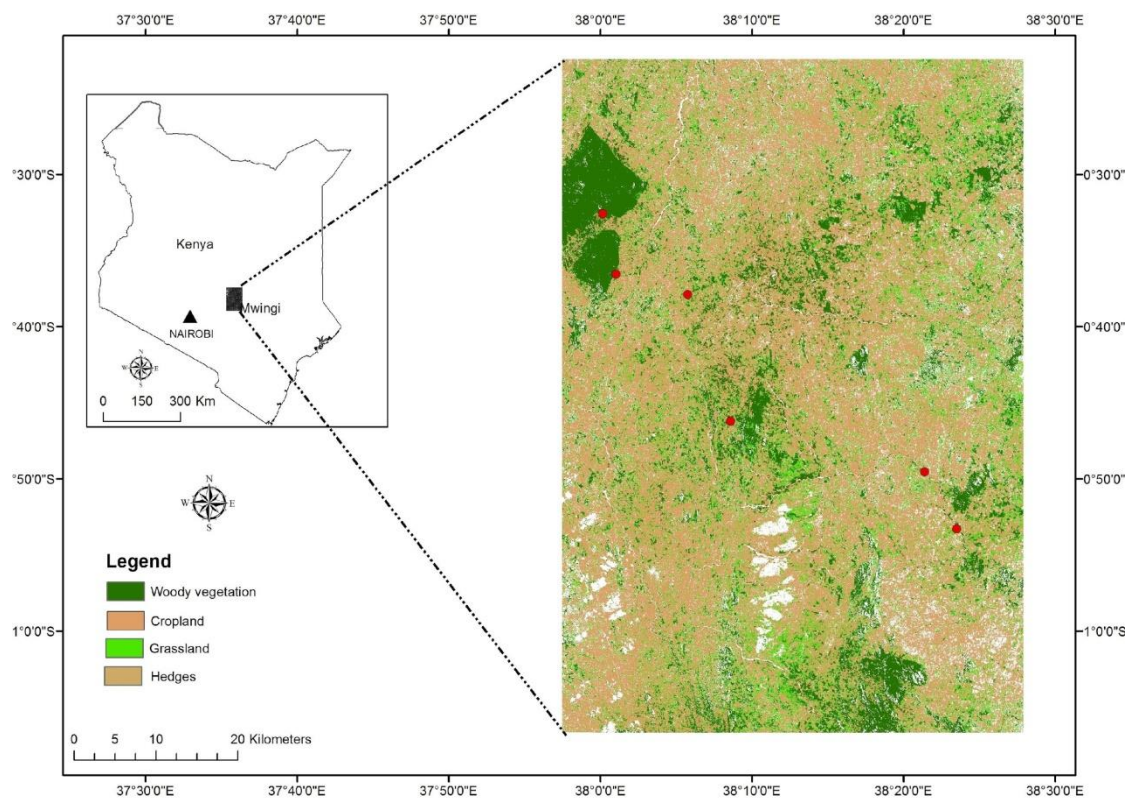 37°30'0"E 37°40'0"E 37°50'0"E 38°0'0"E 38°10'0"E 38°20'0"E 38°30'0"E
°30'0"S
0°30'0"S
Kenya
Mwingi
NAIROBI
°40'0"S
0°40'0"S
N
W E
S
0 150 300 Km
°50'0"S
0°50'0"S
N
W E
S
Legend
Woody vegetation
Cropland
Grassland
Hedges
1°0'0"S
1°0'0"S
0 5 10 20 Kilometers
37°30'0"E 37°40'0"E 37°50'0"E 38°0'0"E 38°10'0"E 38°20'0"E 38°30'0"E